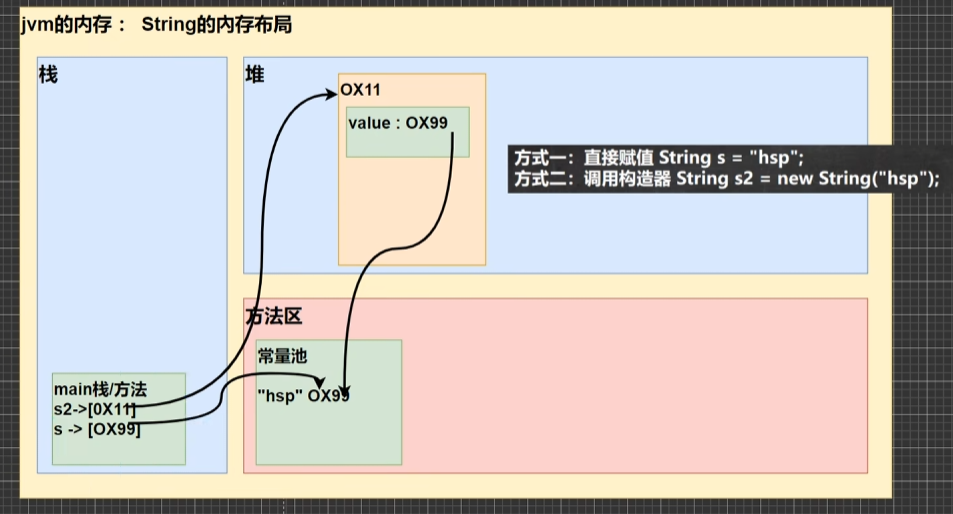 jvm的内存： String的内存布局
栈
堆
OX11
value : OX99
方式一：直接赋值 String s = "hsp";
方式二：调用构造器 String s2 = new String("hsp");
方法区
常量池
"hsp" OX99
main栈/方法
s2->[0X11]
s -> [OX99]